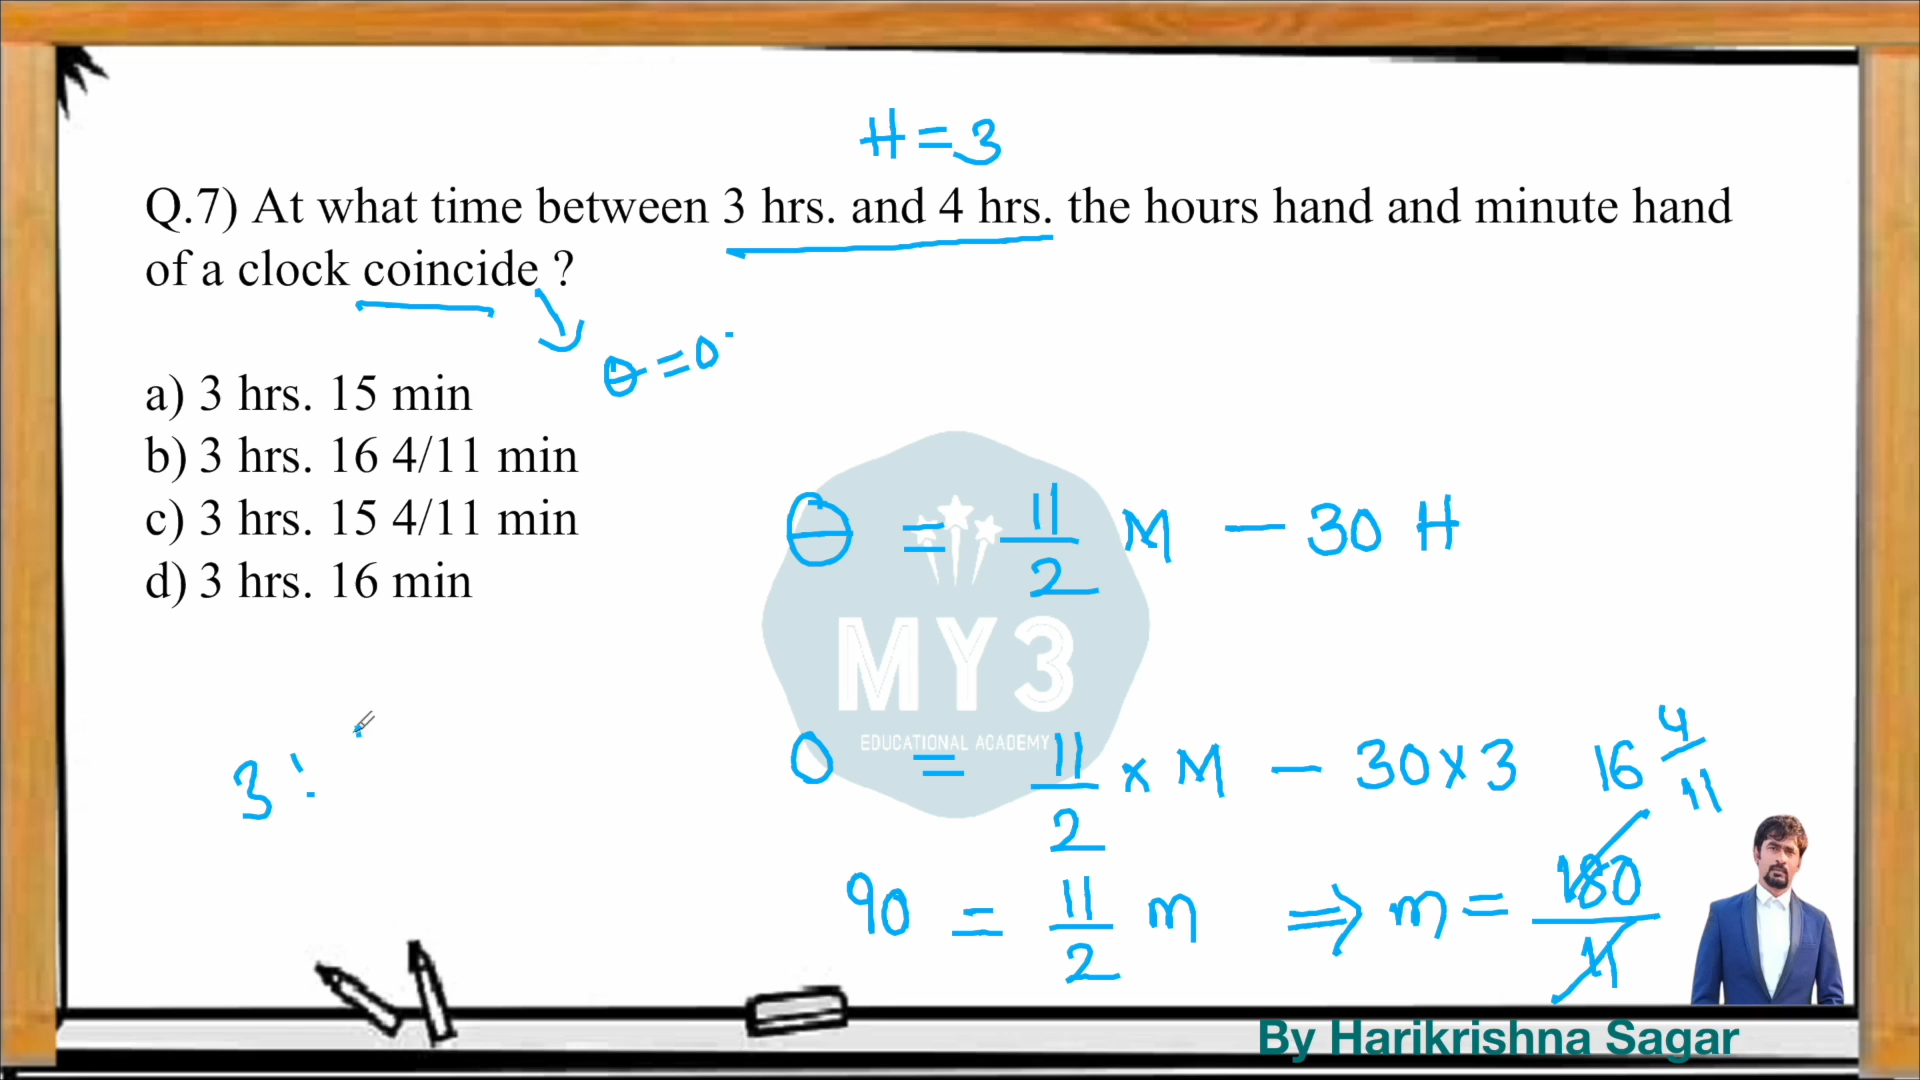 H = 3
Q.7) At what time between 3 hrs. and 4 hrs. the hours hand and minute hand
of a clock coincide ?
θ = 0°
a) 3 hrs. 15 min
b) 3 hrs. 16 4/11 min
c) 3 hrs. 15 4/11 min
d) 3 hrs. 16 min
θ = 11/2 M - 30 H
MY3
EDUCATIONAL ACADEMY
0 = 11/2 × M - 30 × 3
16 4/11
3 :
90 = 11/2 m ⇒ m = 180/11
By Harikrishna Sagar